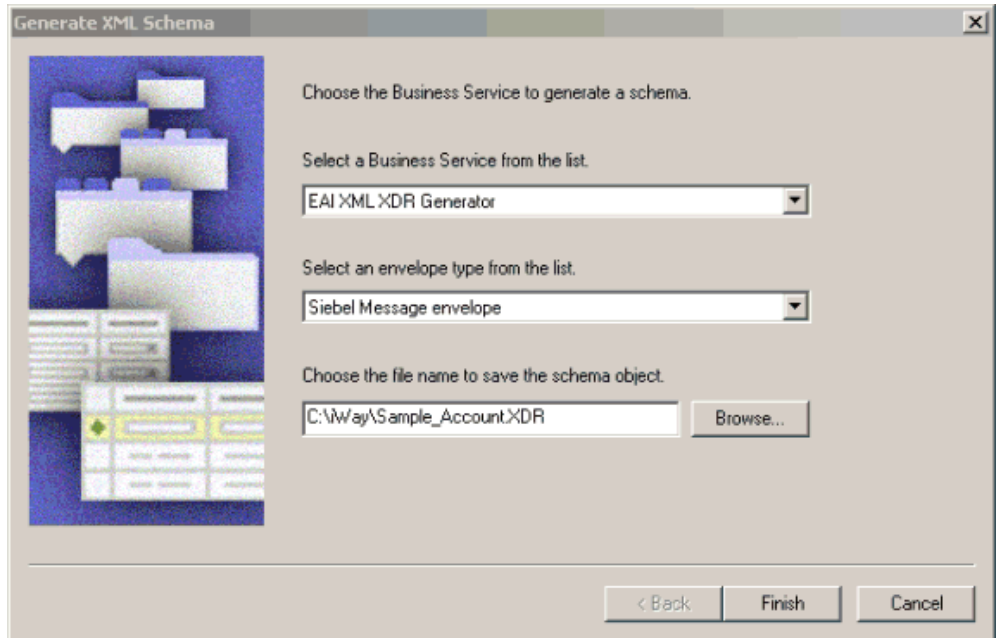 Generate XML Schema
Choose the Business Service to generate a schema.
Select a Business Service from the list.
EAI XML XDR Generator
Select an envelope type from the list.
Siebel Message envelope
Choose the file name to save the schema object.
C:\iWay\Sample_Account.XDR
Browse...
< Back
Finish
Cancel